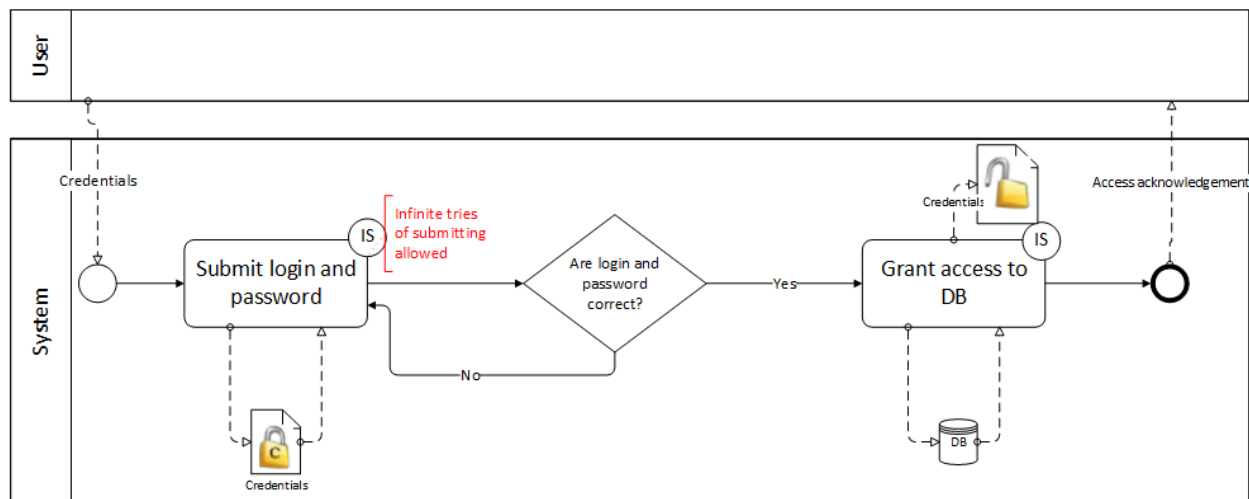 User
System
Credentials
IS
Infinite tries
of submitting
allowed
Submit login and
password
C
Credentials
Are login and
password
correct?
No
Yes
Credentials
IS
Grant access to
DB
DB
Access acknowledgement